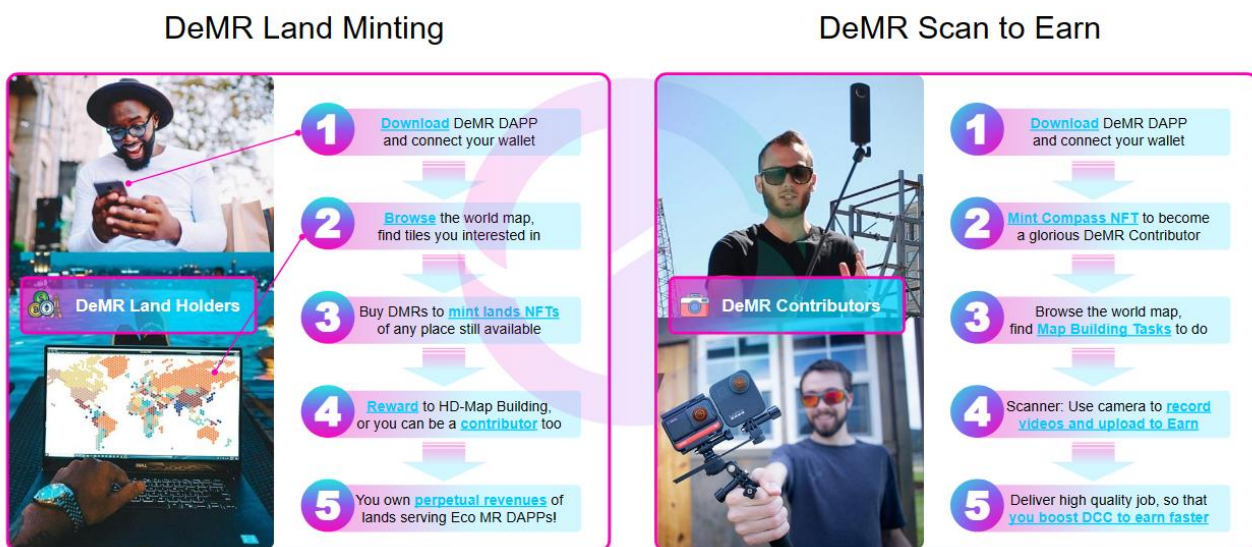 DeMR Land Minting
DeMR Land Holders
1
Download DeMR DAPP
and connect your wallet
2
Browse the world map,
find tiles you interested in
3
Buy DMRs to mint lands NFTs
of any place still available
4
Reward to HD-Map Building,
or you can be a contributor too
5
You own perpetual revenues of
lands serving Eco MR DAPPs!
DeMR Scan to Earn
DeMR Contributors
1
Download DeMR DAPP
and connect your wallet
2
Mint Compass NFT to become
a glorious DeMR Contributor
3
Browse the world map,
find Map Building Tasks to do
4
Scanner: Use camera to record
videos and upload to Earn
5
Deliver high quality job, so that
you boost DCC to earn faster